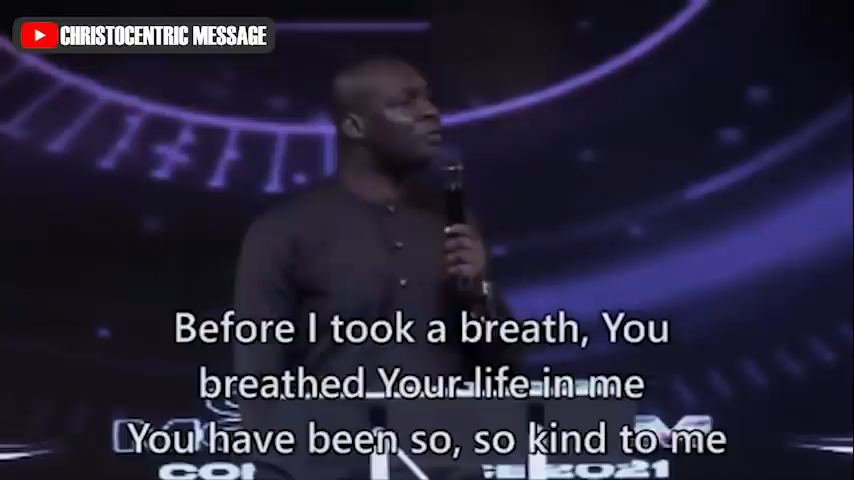 CHRISTOCENTRIC MESSAGE
Before I took a breath, You
breathed Your life in me
You have been so, so kind to me
2021